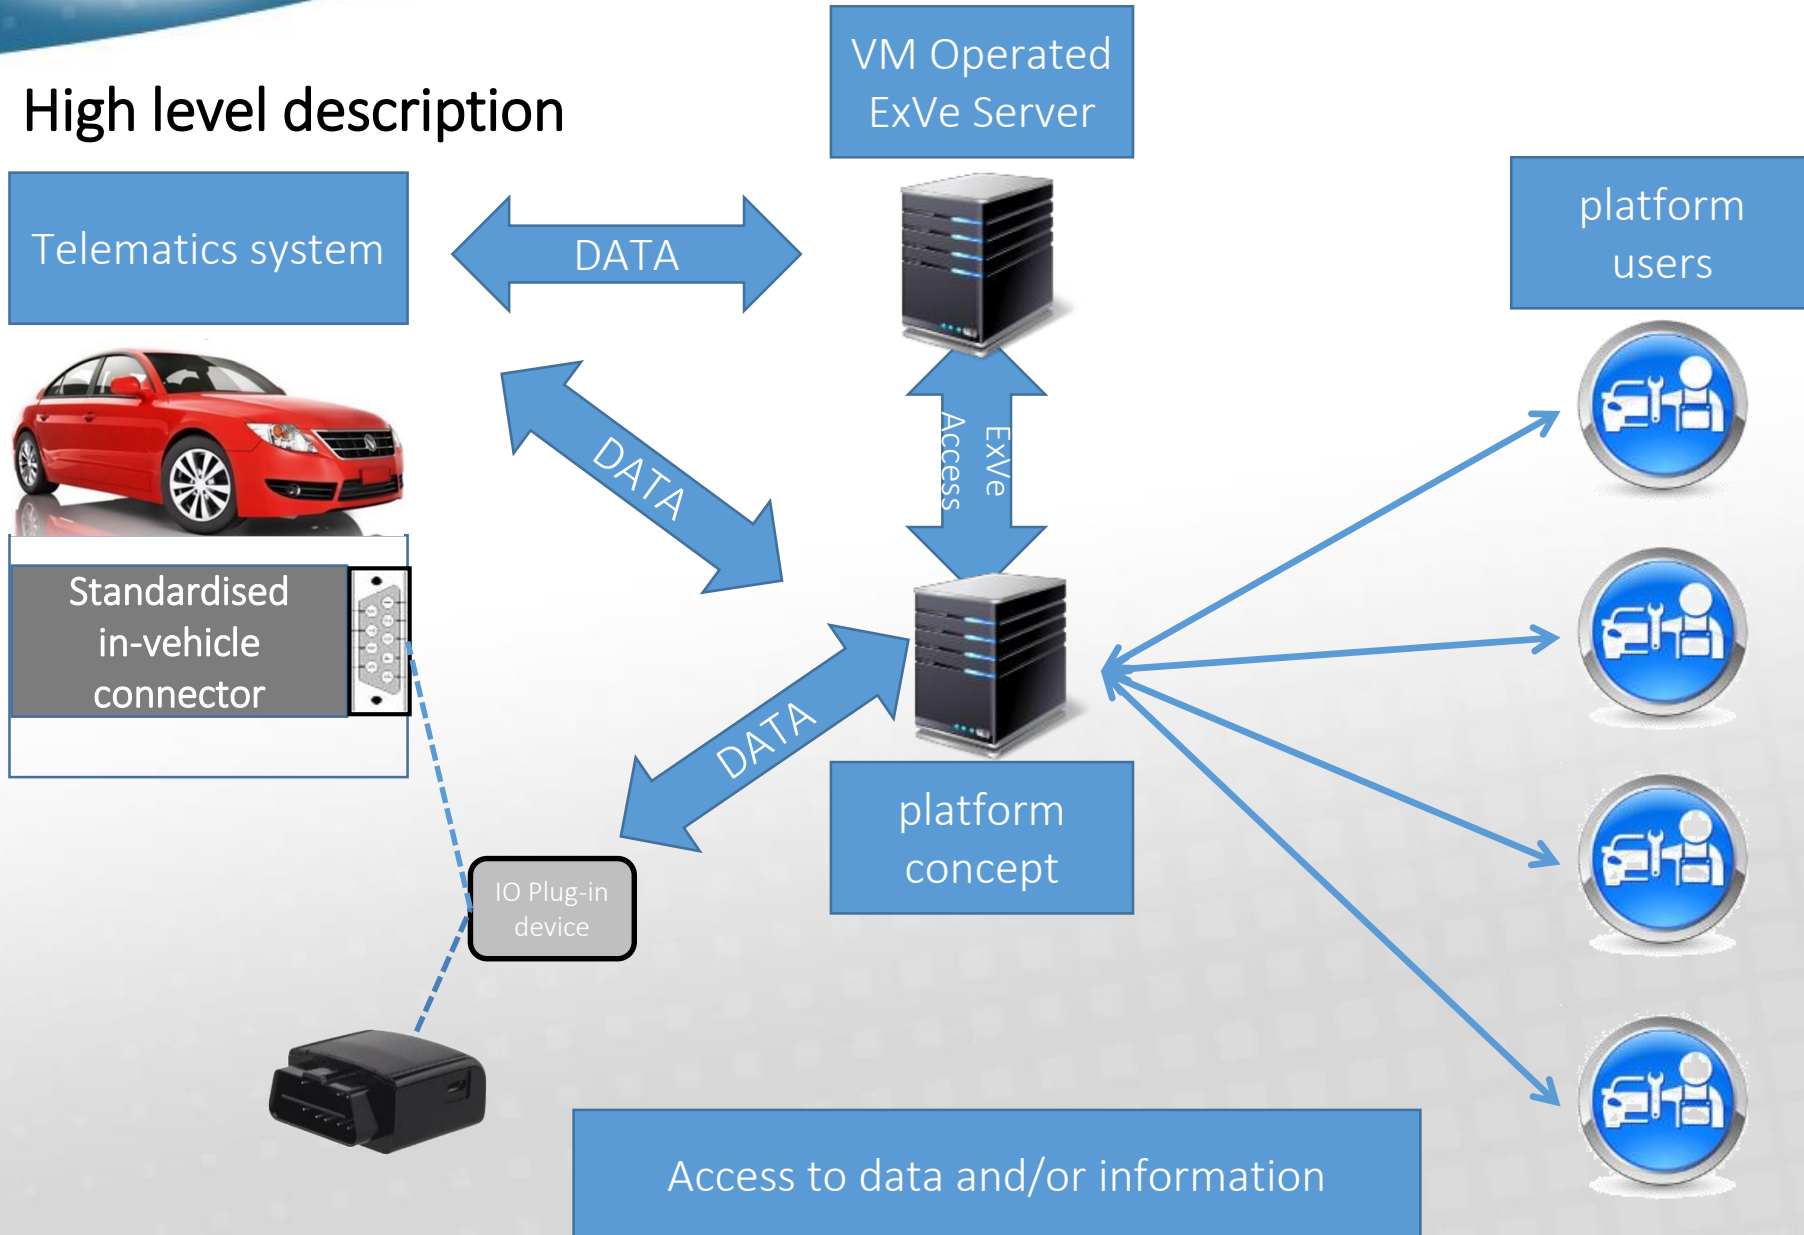 High level description
VM Operated
ExVe Server
Telematics system
DATA
platform
users
ExVe
Access
DATA
Standardised
in-vehicle
connector
DATA
platform
concept
IO Plug-in
device
Access to data and/or information